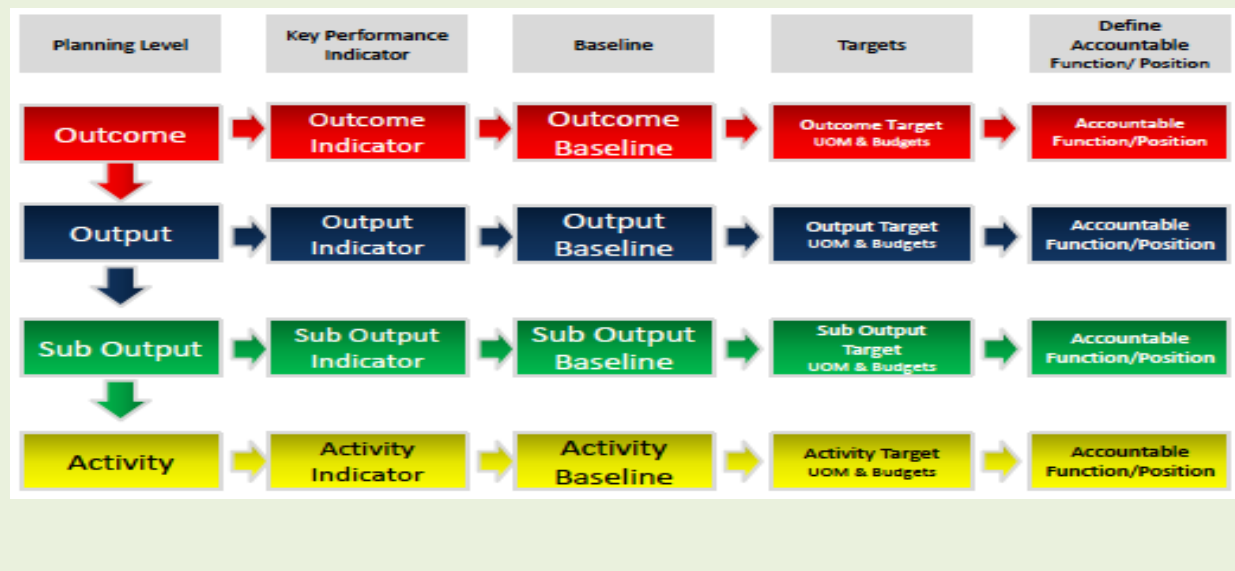 Planning Level
Key Performance
Indicator
Baseline
Targets
Define
Accountable
Function/ Position
Outcome
Outcome
Indicator
Outcome
Baseline
Outcome Target
UOM & Budgets
Accountable
Function/Position
Output
Output
Indicator
Output
Baseline
Output Target
UOM & Budgets
Accountable
Function/Position
Sub Output
Sub Output
Indicator
Sub Output
Baseline
Sub Output
Target
UOM & Budgets
Accountable
Function/Position
Activity
Activity
Indicator
Activity
Baseline
Activity Target
UOM & Budgets
Accountable
Function/Position